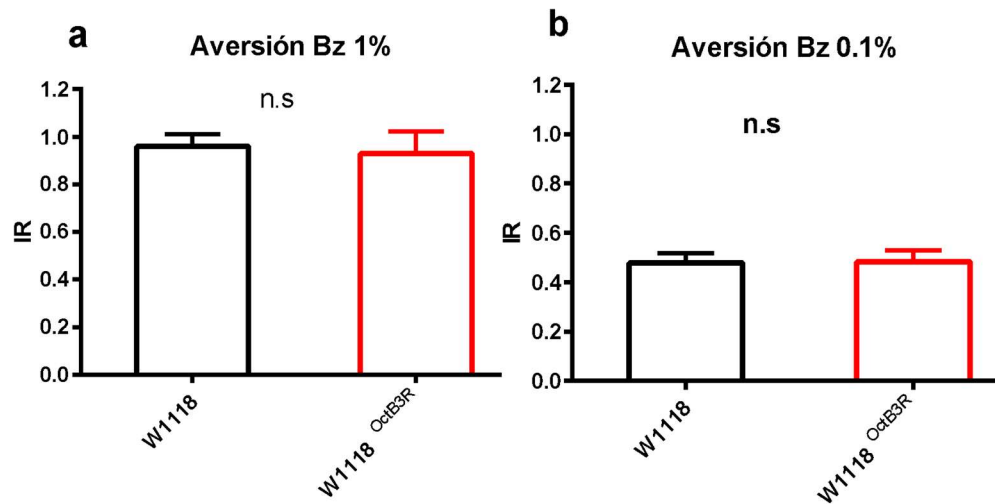 a
Aversión Bz 1%
n.s
IR
1.2
1.0
0.8
0.6
0.4
0.2
0.0
W1118
W1118 OctB3R
b
Aversión Bz 0.1%
n.s
IR
1.2
1.0
0.8
0.6
0.4
0.2
0.0
W1118
W1118 OctB3R